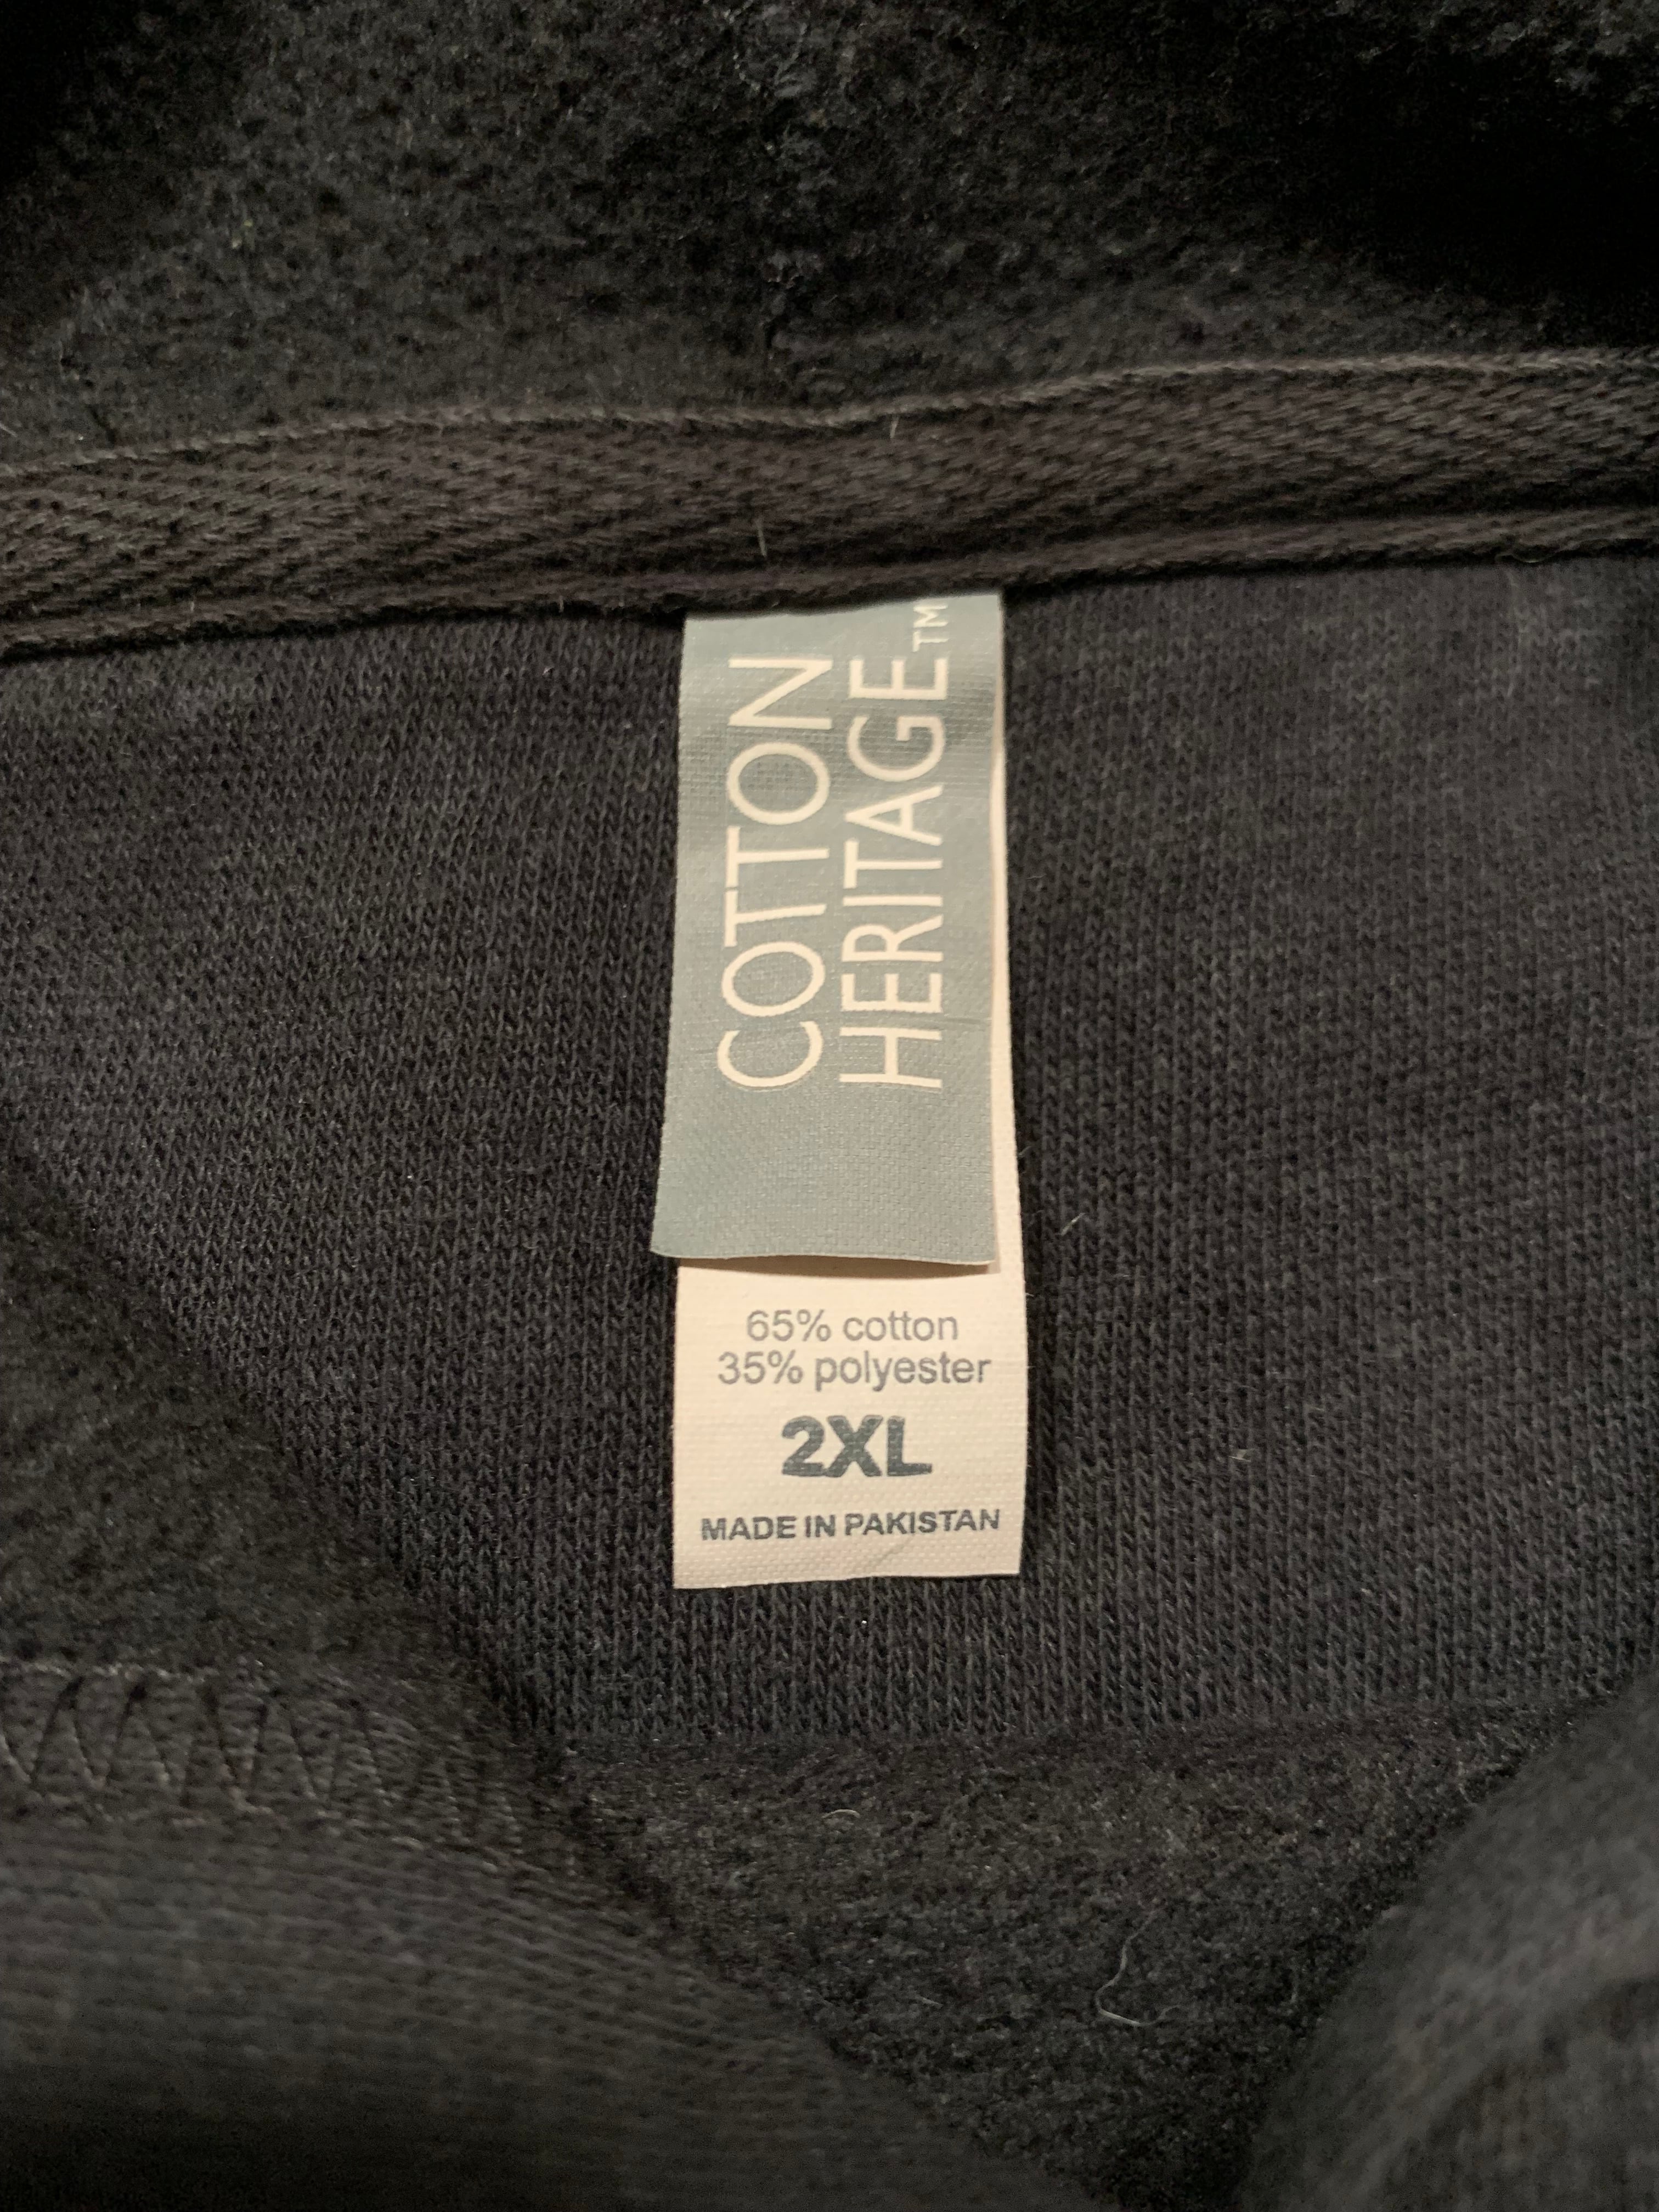 COTTON
HERITAGE™
65% cotton
35% polyester
2XL
MADE IN PAKISTAN